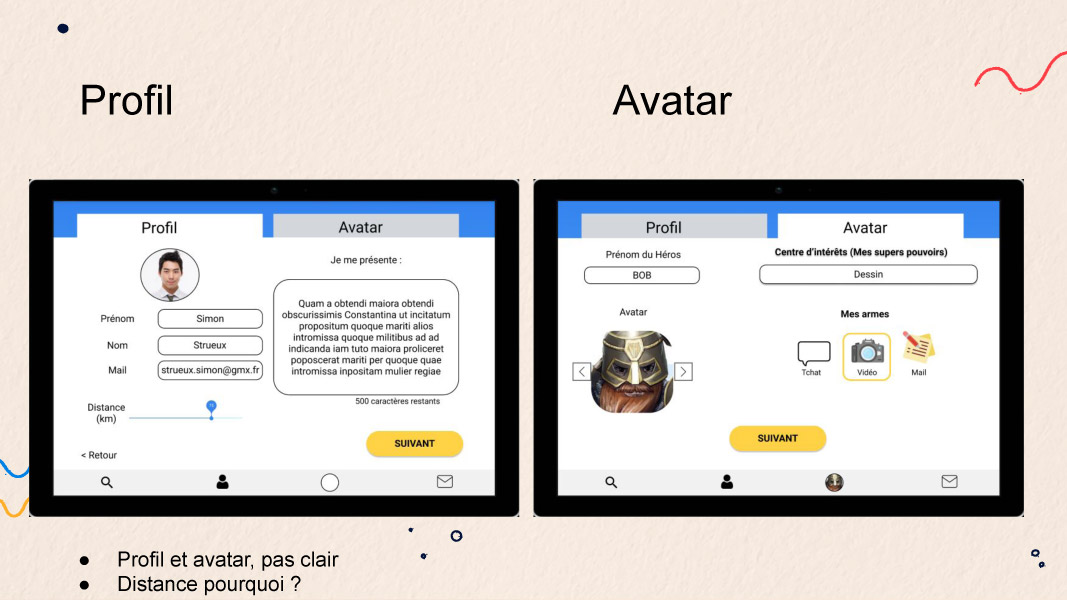 Profil
Avatar
Profil
Avatar
Je me présente :
Prénom
Simon
Nom
Strueux
Mail
strueux.simon@gmx.fr
Quam a obtendi maiora obtendi
obscurissimis Constantina ut incitatum
propositum quoque mariti alios
intromissa quoque militibus ad ad
indicanda iam tuto maiora proliceret
poposcerat mariti per quoque quae
intromissa inpositam mulier regiae
500 caractères restants
Distance
(km)
SUIVANT
< Retour
Profil
Avatar
Prénom du Héros
BOB
Centre d'intérêts (Mes supers pouvoirs)
Dessin
Avatar
Mes armes
Tchat
Vidéo
Mail
SUIVANT
● Profil et avatar, pas clair
● Distance pourquoi ?